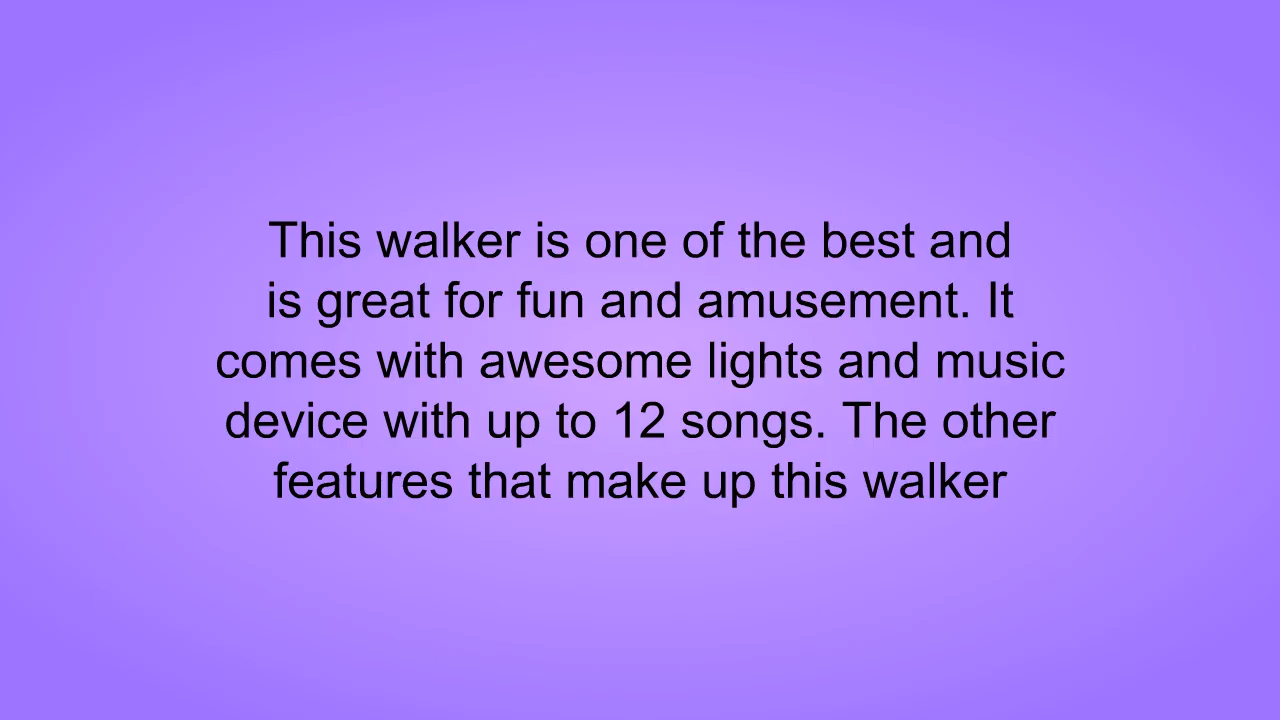 This walker is one of the best and
is great for fun and amusement. It
comes with awesome lights and music
device with up to 12 songs. The other
features that make up this walker